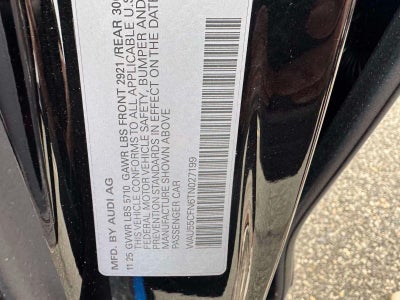 MFD. BY AUDI AG
11 25 GVWR LBS 5710 GAWR LBS FRONT 2921 /REAR 30
THIS VEHICLE CONFORMS TO ALL APPLICABLE U.S
FEDERAL MOTOR VEHICLE SAFETY, BUMPER AND
PREVENTION STANDARDS IN EFFECT ON THE DATE
MANUFACTURE SHOWN ABOVE
PASSENGER CAR
WAU55CFN6TN027199